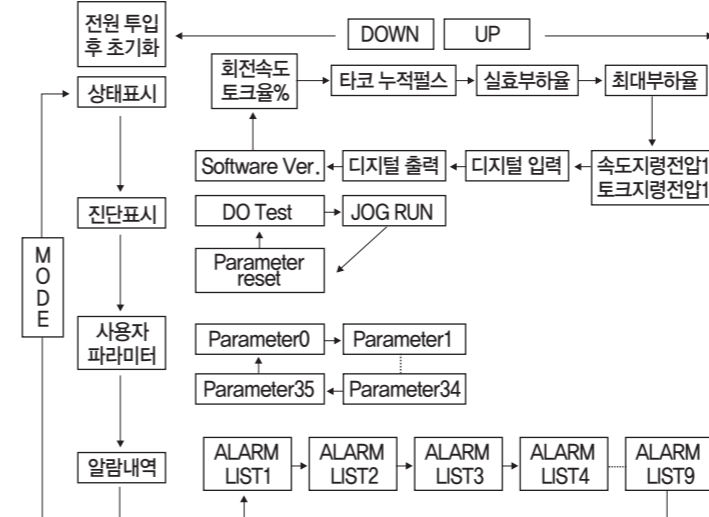 전원 투입
후 초기화
DOWN
UP
상태표시
회전속도
토크율%
타코 누적펄스
실효부하율
최대부하율
Software Ver.
디지털 출력
디지털 입력
속도지령전압1
토크지령전압1
진단표시
DO Test
JOG RUN
Parameter
reset
M
O
D
E
사용자
파라미터
Parameter0
Parameter1
Parameter35
Parameter34
알람내역
ALARM
LIST1
ALARM
LIST2
ALARM
LIST3
ALARM
LIST4
ALARM
LIST9